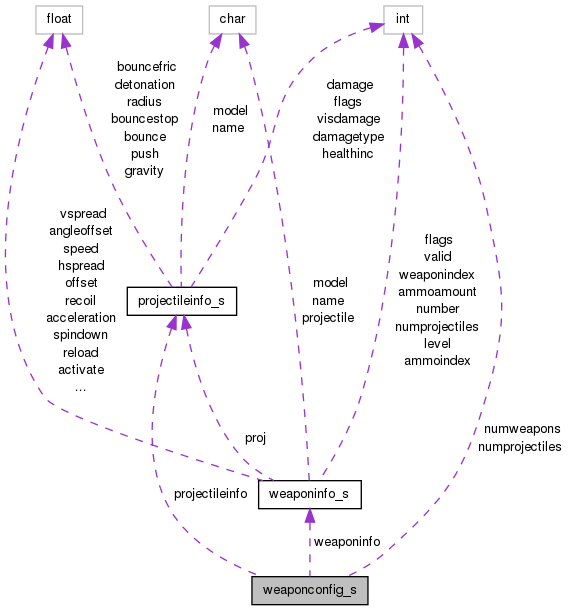 float
char
int
bouncefric
detonation
radius
bouncestop
bounce
push
gravity
model
name
damage
flags
visdamage
damagetype
healthinc
vspread
angleoffset
speed
hspread
offset
recoil
acceleration
spindown
reload
activate
...
projectileinfo_s
model
name
projectile
flags
valid
weaponindex
ammoamount
number
numprojectiles
level
ammoindex
proj
numweapons
numprojectiles
projectileinfo
weaponinfo_s
weaponinfo
weaponconfig_s